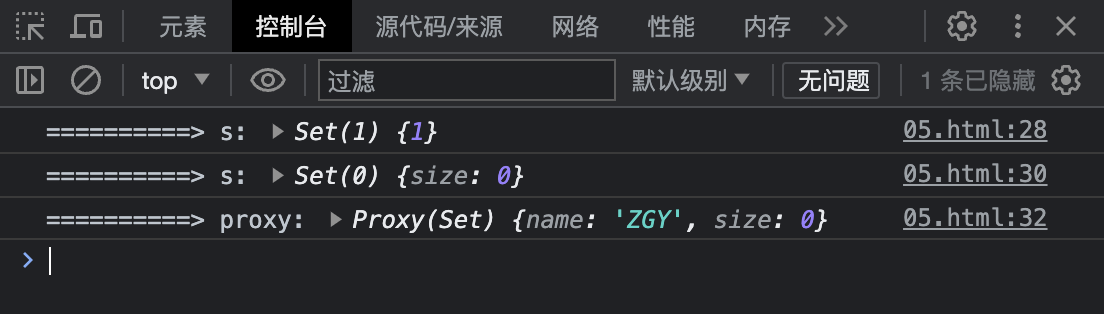 元素 控制台 源代码/来源 网络 性能 内存
top 过滤 默认级别 无问题 1 条已隐藏
==========> s: Set(1) {1} 05.html:28
==========> s: Set(0) {size: 0} 05.html:30
==========> proxy: Proxy(Set) {name: 'ZGY', size: 0} 05.html:32